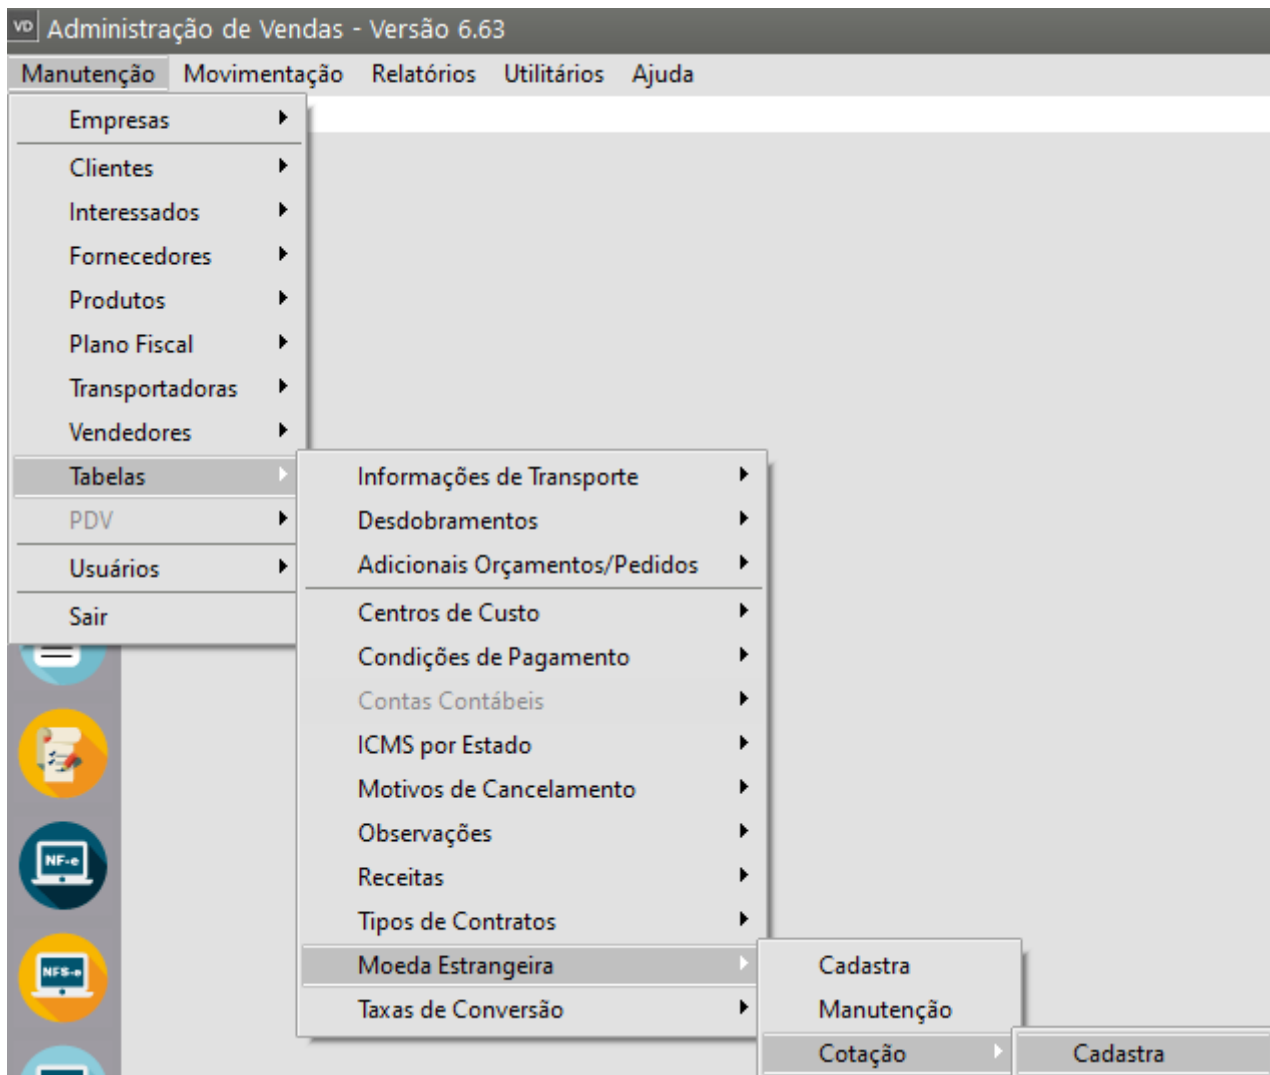 VD Administração de Vendas - Versão 6.63
Manutenção Movimentação Relatórios Utilitários Ajuda
Empresas
Clientes
Interessados
Fornecedores
Produtos
Plano Fiscal
Transportadoras
Vendedores
Tabelas
PDV
Usuários
Sair
Informações de Transporte
Desdobramentos
Adicionais Orçamentos/Pedidos
Centros de Custo
Condições de Pagamento
Contas Contábeis
ICMS por Estado
Motivos de Cancelamento
Observações
Receitas
Tipos de Contratos
Moeda Estrangeira
Taxas de Conversão
Cadastra
Manutenção
Cotação
Cadastra
NF-e
NFS-e